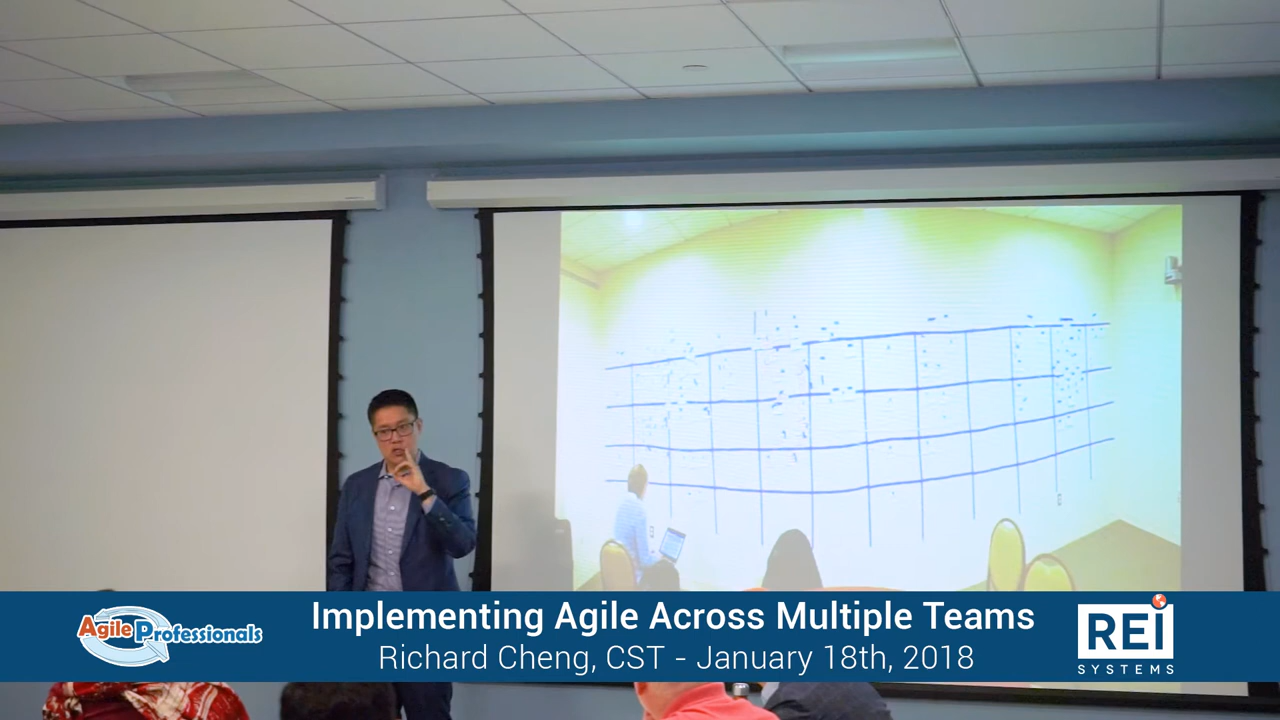 Agile Professionals
Implementing Agile Across Multiple Teams
Richard Cheng, CST - January 18th, 2018
REI
SYSTEMS